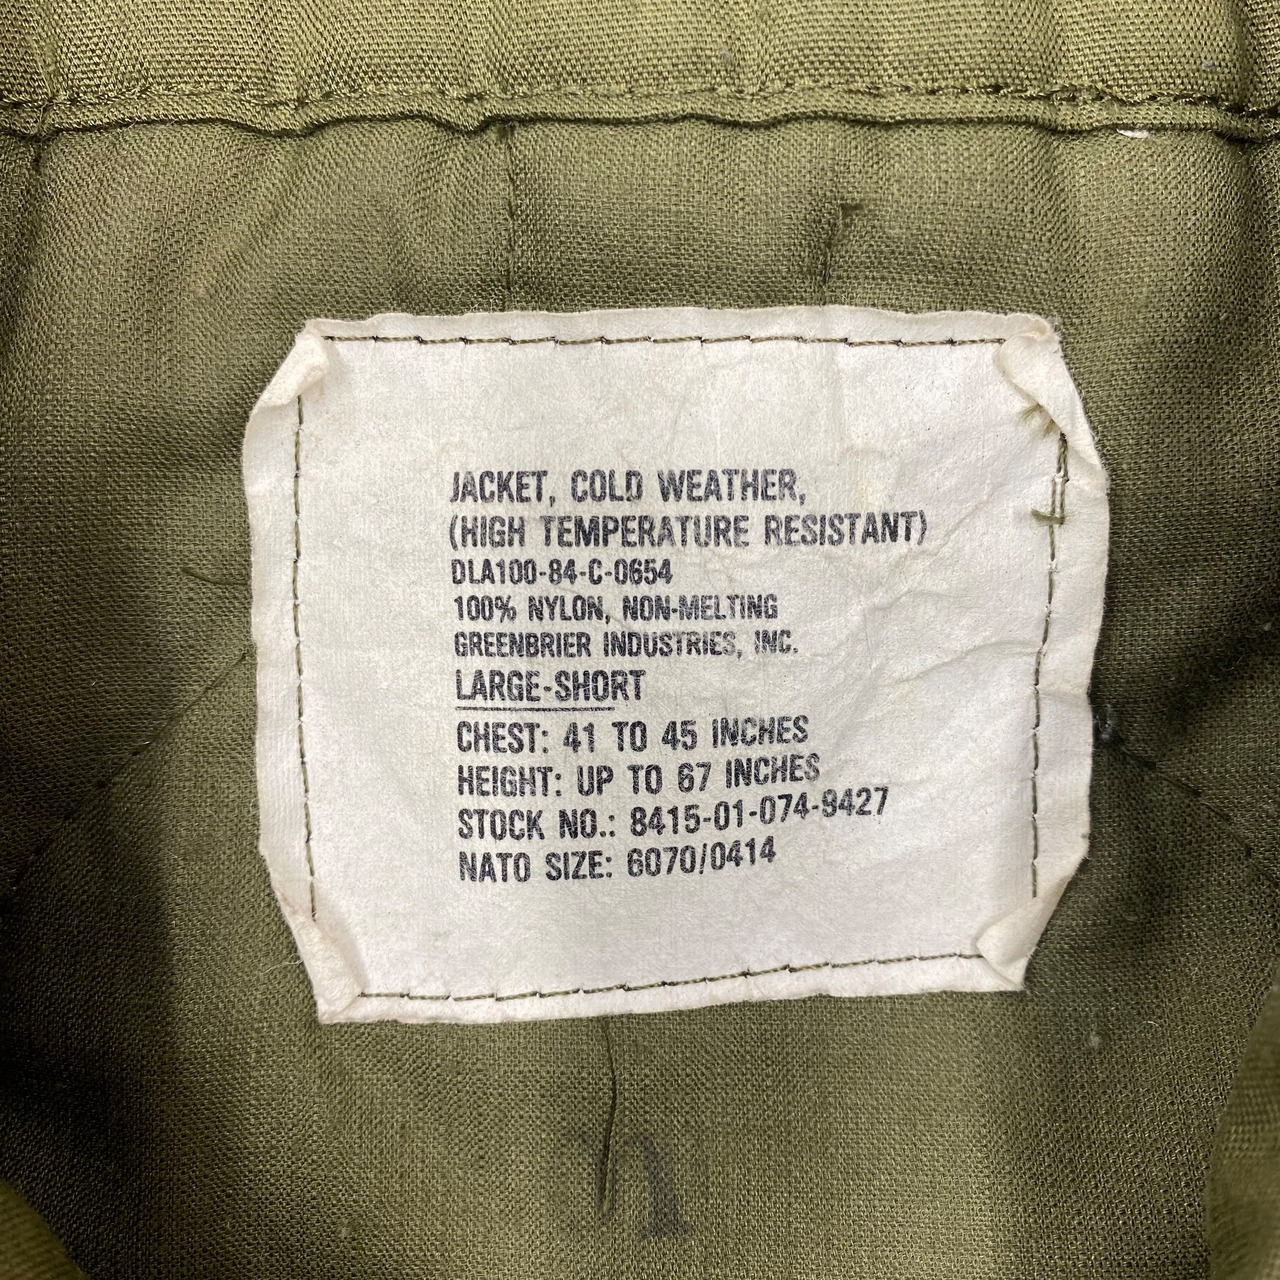 JACKET, COLD WEATHER,
(HIGH TEMPERATURE RESISTANT)
DLA100-84-C-0654
100% NYLON, NON-MELTING
GREENBRIER INDUSTRIES, INC.
LARGE-SHORT
CHEST: 41 TO 45 INCHES
HEIGHT: UP TO 67 INCHES
STOCK NO.: 8415-01-074-9427
NATO SIZE: 6070/0414